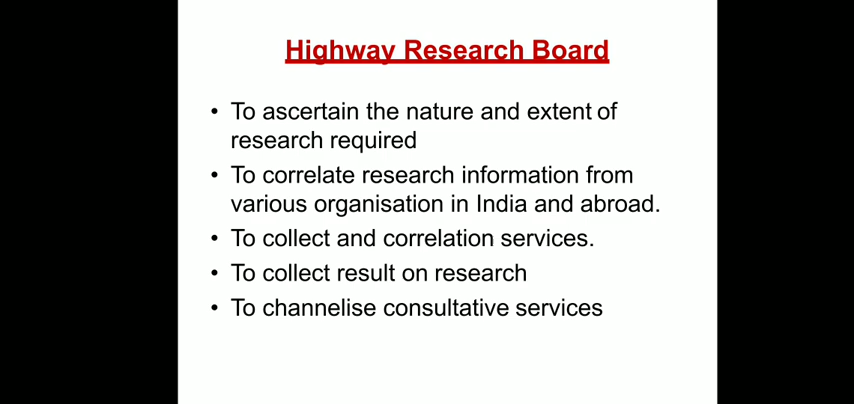 Highway Research Board
• To ascertain the nature and extent of
research required
• To correlate research information from
various organisation in India and abroad.
• To collect and correlation services.
• To collect result on research
• To channelise consultative services